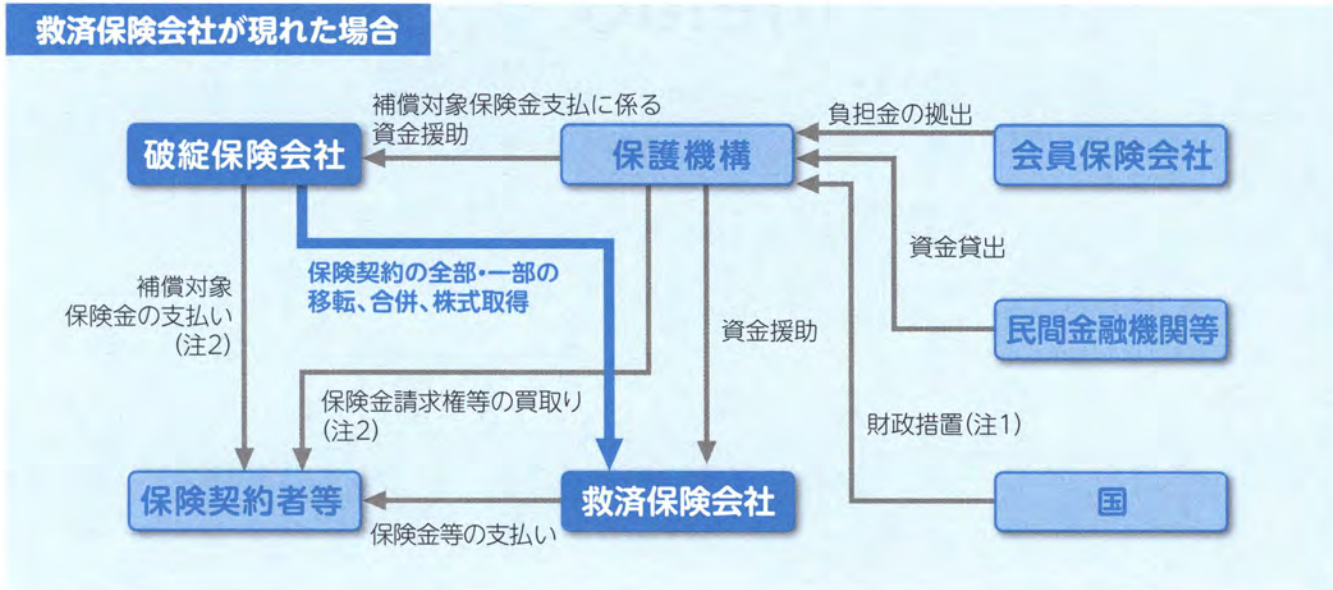 救済保険会社が現れた場合
補償対象保険金支払に係る
資金援助
負担金の拠出
破綻保険会社
保護機構
会員保険会社
資金貸出
保険契約の全部・一部の
移転、合併、株式取得
補償対象
保険金の支払い
(注2)
資金援助
民間金融機関等
保険金請求権等の買取り
(注2)
財政措置(注1)
保険契約者等
救済保険会社
国
保険金等の支払い